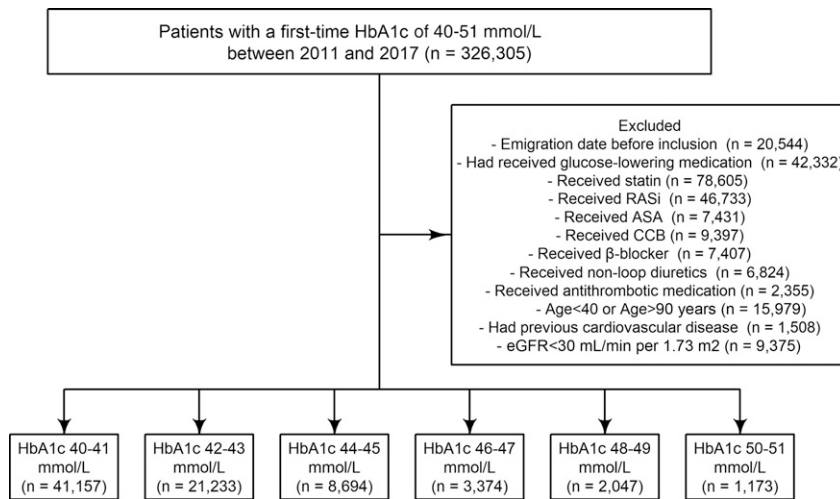 Patients with a first-time HbA1c of 40-51 mmol/L
between 2011 and 2017 (n = 326,305)
Excluded
- Emigration date before inclusion (n = 20,544)
- Had received glucose-lowering medication (n = 42,332)
- Received statin (n = 78,605)
- Received RASi (n = 46,733)
- Received ASA (n = 7,431)
- Received CCB (n = 9,397)
- Received β-blocker (n = 7,407)
- Received non-loop diuretics (n = 6,824)
- Received antithrombotic medication (n = 2,355)
- Age<40 or Age>90 years (n = 15,979)
- Had previous cardiovascular disease (n = 1,508)
- eGFR<30 mL/min per 1.73 m2 (n = 9,375)
HbA1c 40-41
mmol/L
(n = 41,157)
HbA1c 42-43
mmol/L
(n = 21,233)
HbA1c 44-45
mmol/L
(n = 8,694)
HbA1c 46-47
mmol/L
(n = 3,374)
HbA1c 48-49
mmol/L
(n = 2,047)
HbA1c 50-51
mmol/L
(n = 1,173)